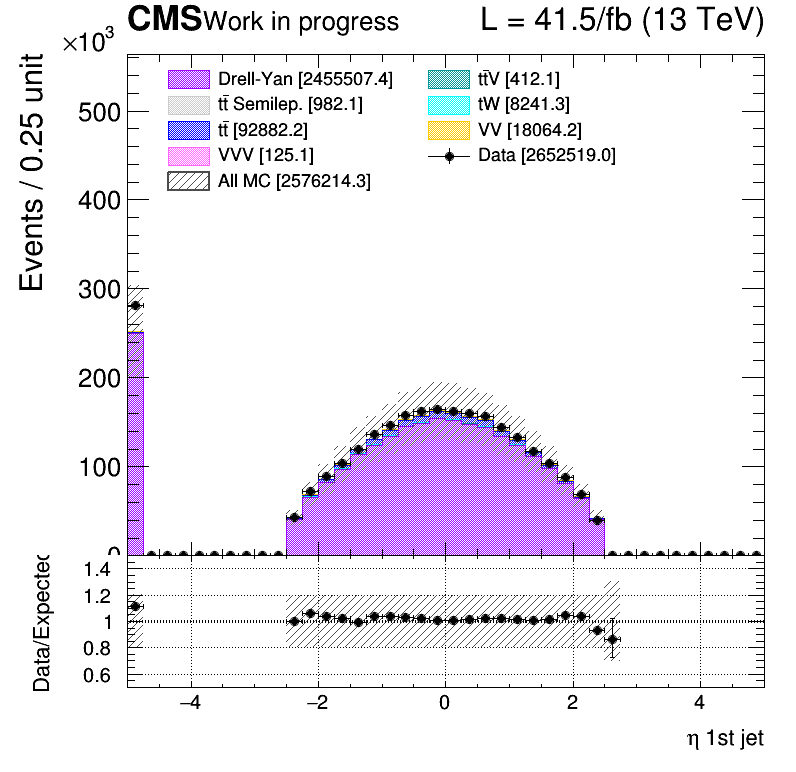 CMS Work in progress L = 41.5/fb (13 TeV)
×10³
Events / 0.25 unit
500
400
300
200
100
0
Drell-Yan [2455507.4]
tt̄ Semilep. [982.1]
tt̄ [92882.2]
VVV [125.1]
All MC [2576214.3]
tt̄V [412.1]
tW [8241.3]
VV [18064.2]
Data [2652519.0]
Data/Expected
1.4
1.2
1
0.8
0.6
−4 −2 0 2 4
η 1st jet